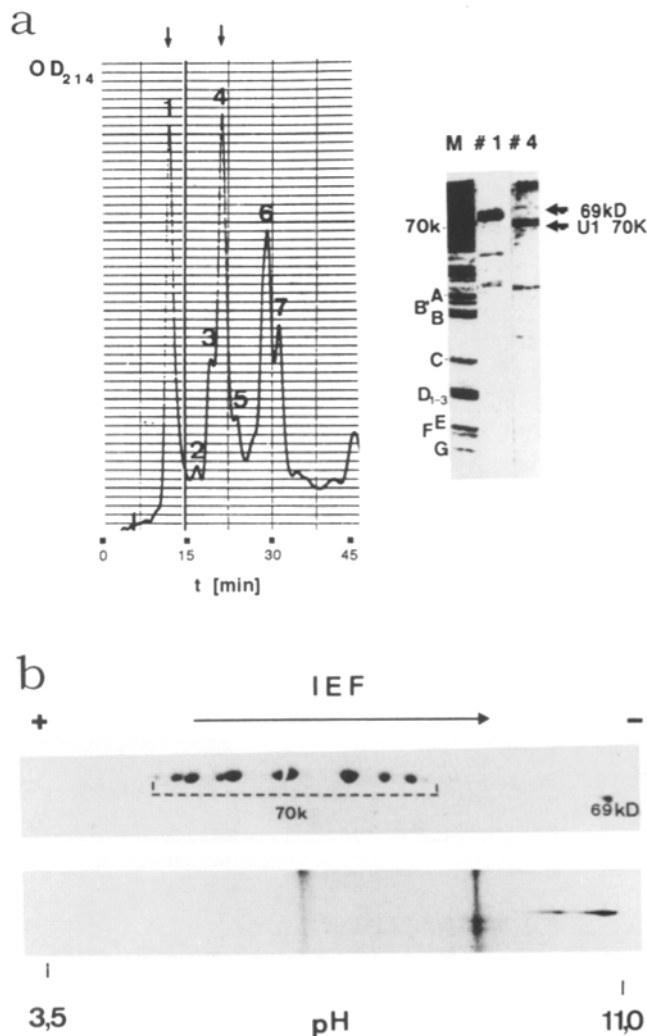 a
OD214
1
4
6
7
3
5
2
0 15 30 45
t [min]
M #1 #4
69kD
70k
U1 70K
A
B'
B
C
D1-3
E
F
G
b
IEF
+ −
70k
69kD
3,5 pH 11,0